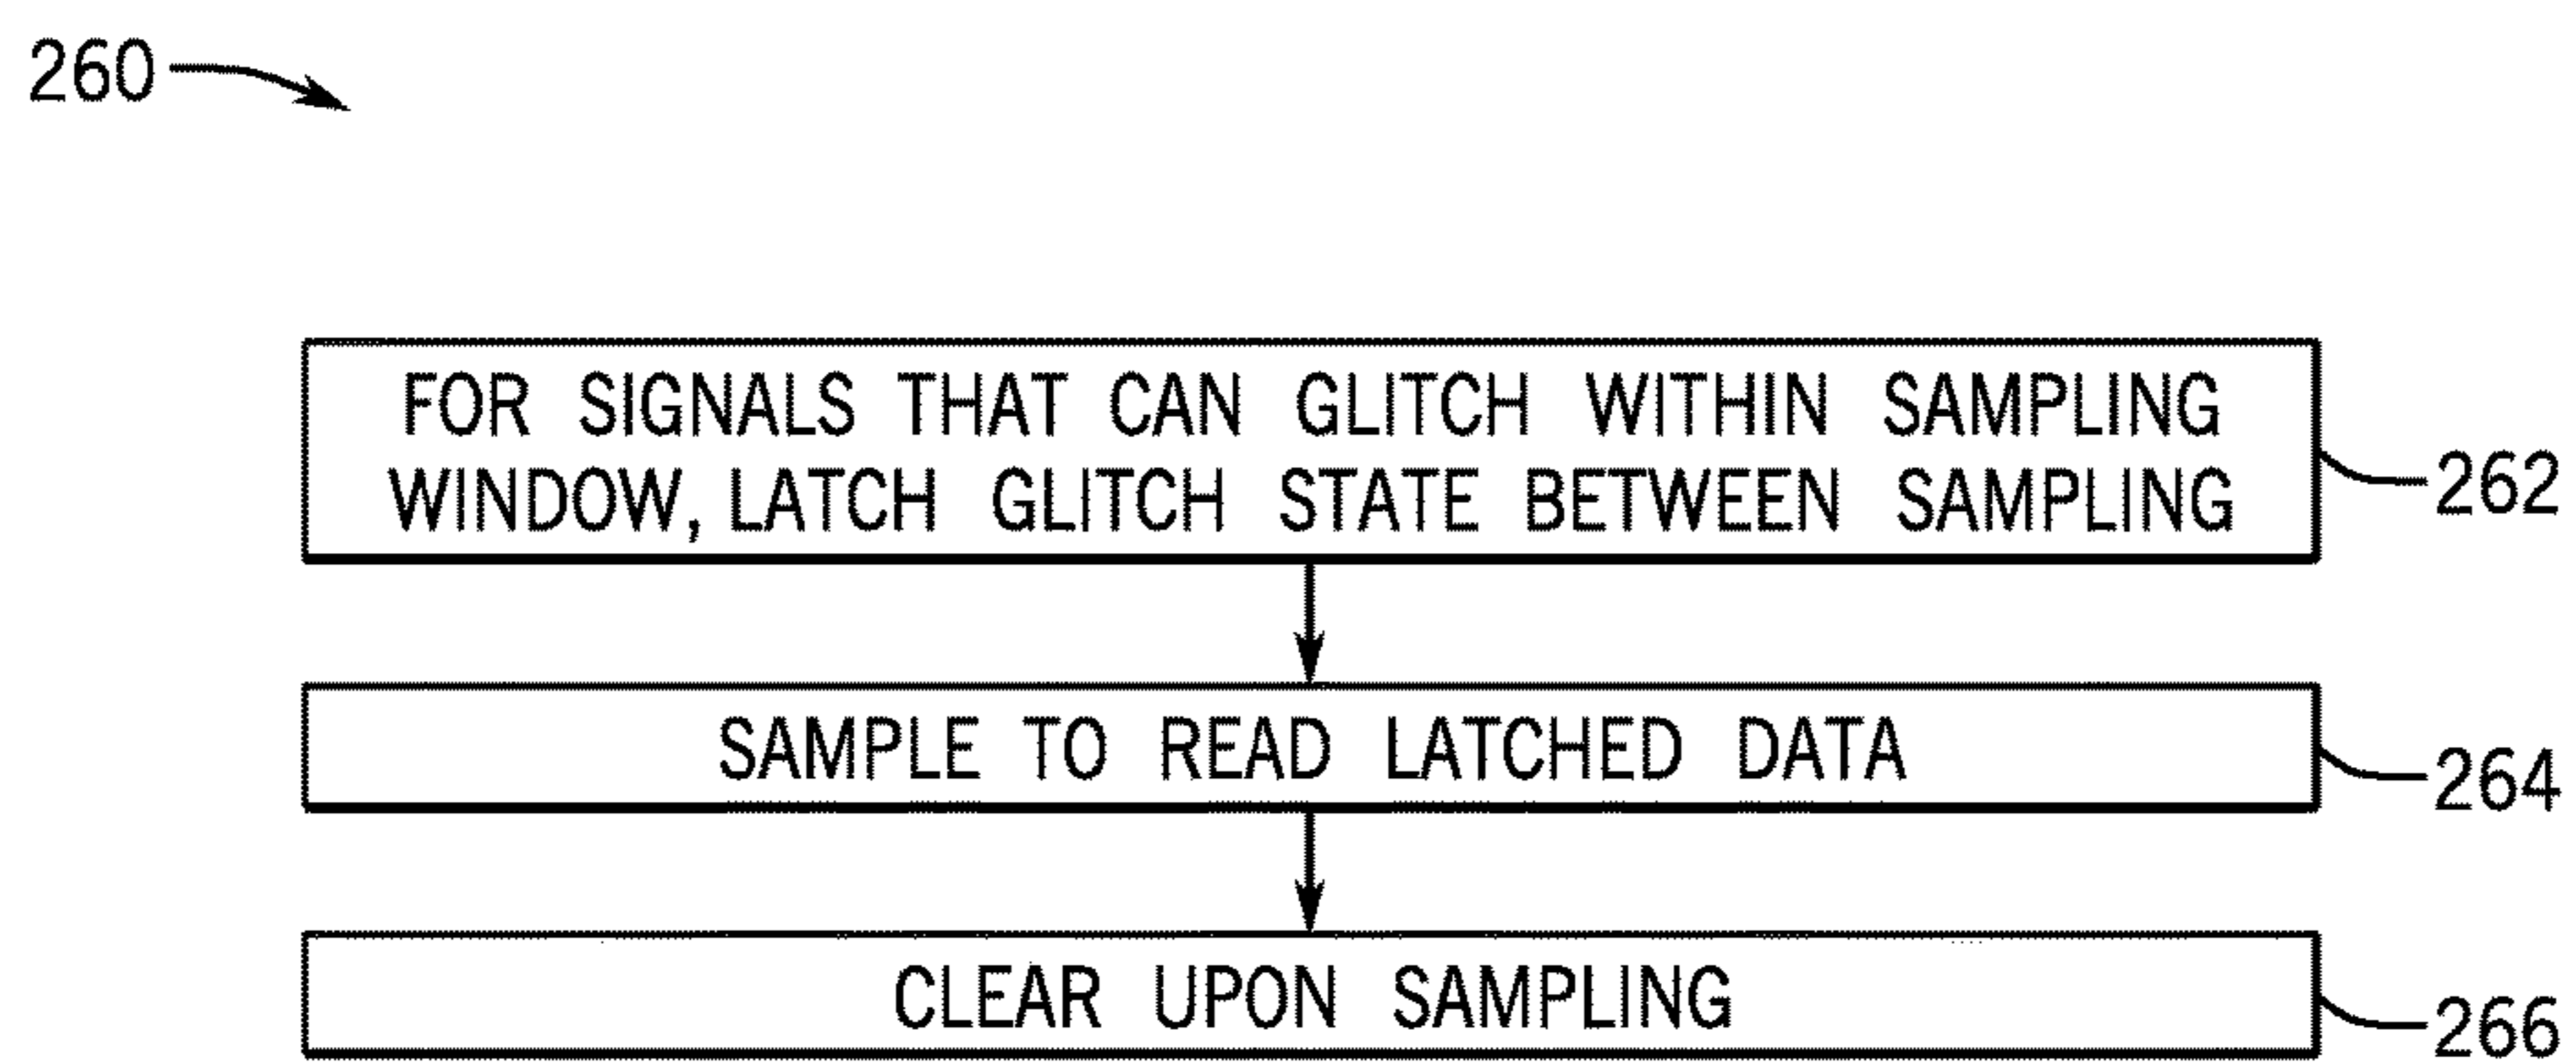 260
FOR SIGNALS THAT CAN GLITCH WITHIN SAMPLING
WINDOW, LATCH GLITCH STATE BETWEEN SAMPLING
262
SAMPLE TO READ LATCHED DATA
264
CLEAR UPON SAMPLING
266